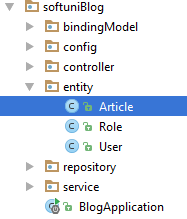 softuniBlog
bindingModel
config
controller
entity
Article
Role
User
repository
service
BlogApplication